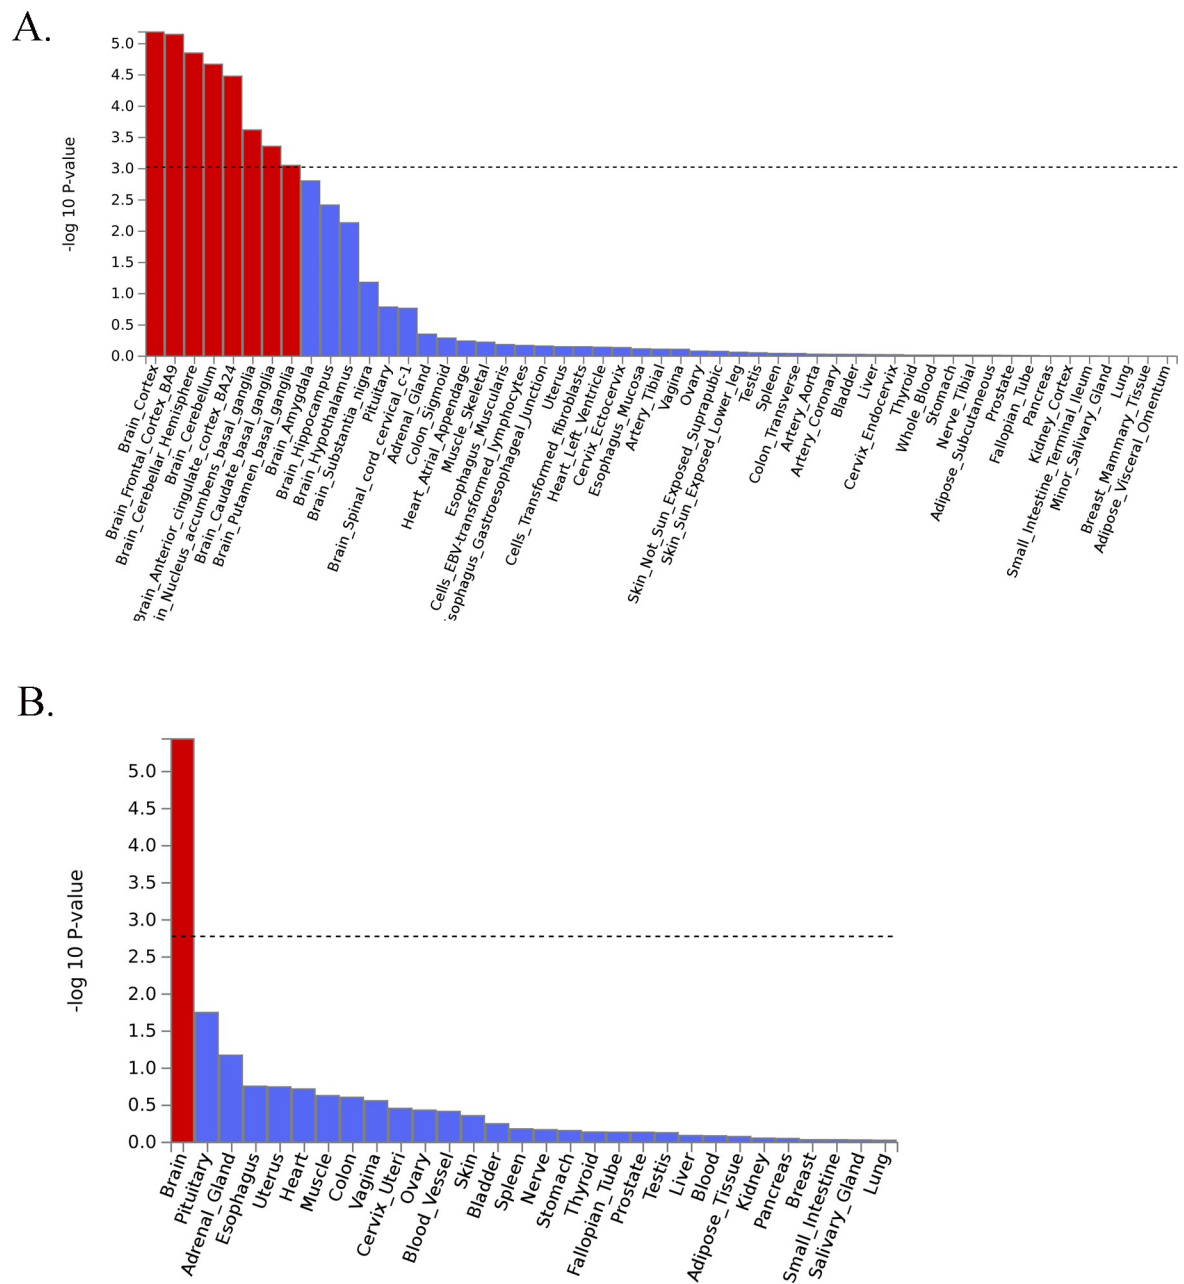 A.
5.0
4.5
4.0
3.5
3.0
2.5
2.0
1.5
1.0
0.5
0.0
-log 10 P-value
Brain_Cortex
Brain_Frontal_Cortex_BA9
Brain_Cerebellar_Hemisphere
Brain_Cerebellum
Brain_Anterior_cingulate_cortex_BA24
in_Nucleus_accumbens_basal_ganglia
Brain_Caudate_basal_ganglia
Brain_Putamen_basal_ganglia
Brain_Amygdala
Brain_Hippocampus
Brain_Hypothalamus
Brain_Substantia_nigra
Pituitary
Brain_Spinal_cord_cervical_c-1
Adrenal_Gland
Colon_Sigmoid
Heart_Atrial_Appendage
Muscle_Skeletal
Esophagus_Muscularis
Cells_EBV-transformed_lymphocytes
sophagus_Gastroesophageal_Junction
Uterus
Cells_Transformed_fibroblasts
Heart_Left_Ventricle
Cervix_Ectocervix
Esophagus_Mucosa
Artery_Tibial
Vagina
Ovary
Skin_Not_Sun_Exposed_Suprapubic
Skin_Sun_Exposed_Lower_leg
Testis
Spleen
Colon_Transverse
Artery_Aorta
Artery_Coronary
Bladder
Liver
Cervix_Endocervix
Thyroid
Whole_Blood
Stomach
Nerve_Tibial
Adipose_Subcutaneous
Prostate
Fallopian_Tube
Pancreas
Kidney_Cortex
Small_Intestine_Terminal_Ileum
Minor_Salivary_Gland
Lung
Breast_Mammary_Tissue
Adipose_Visceral_Omentum
B.
5.0
4.5
4.0
3.5
3.0
2.5
2.0
1.5
1.0
0.5
0.0
-log 10 P-value
Brain
Pituitary
Adrenal_Gland
Esophagus
Uterus
Heart
Muscle
Colon
Vagina
Cervix_Uteri
Ovary
Blood_Vessel
Skin
Bladder
Spleen
Nerve
Stomach
Thyroid
Fallopian_Tube
Prostate
Testis
Liver
Blood
Adipose_Tissue
Kidney
Pancreas
Breast
Small_Intestine
Salivary_Gland
Lung